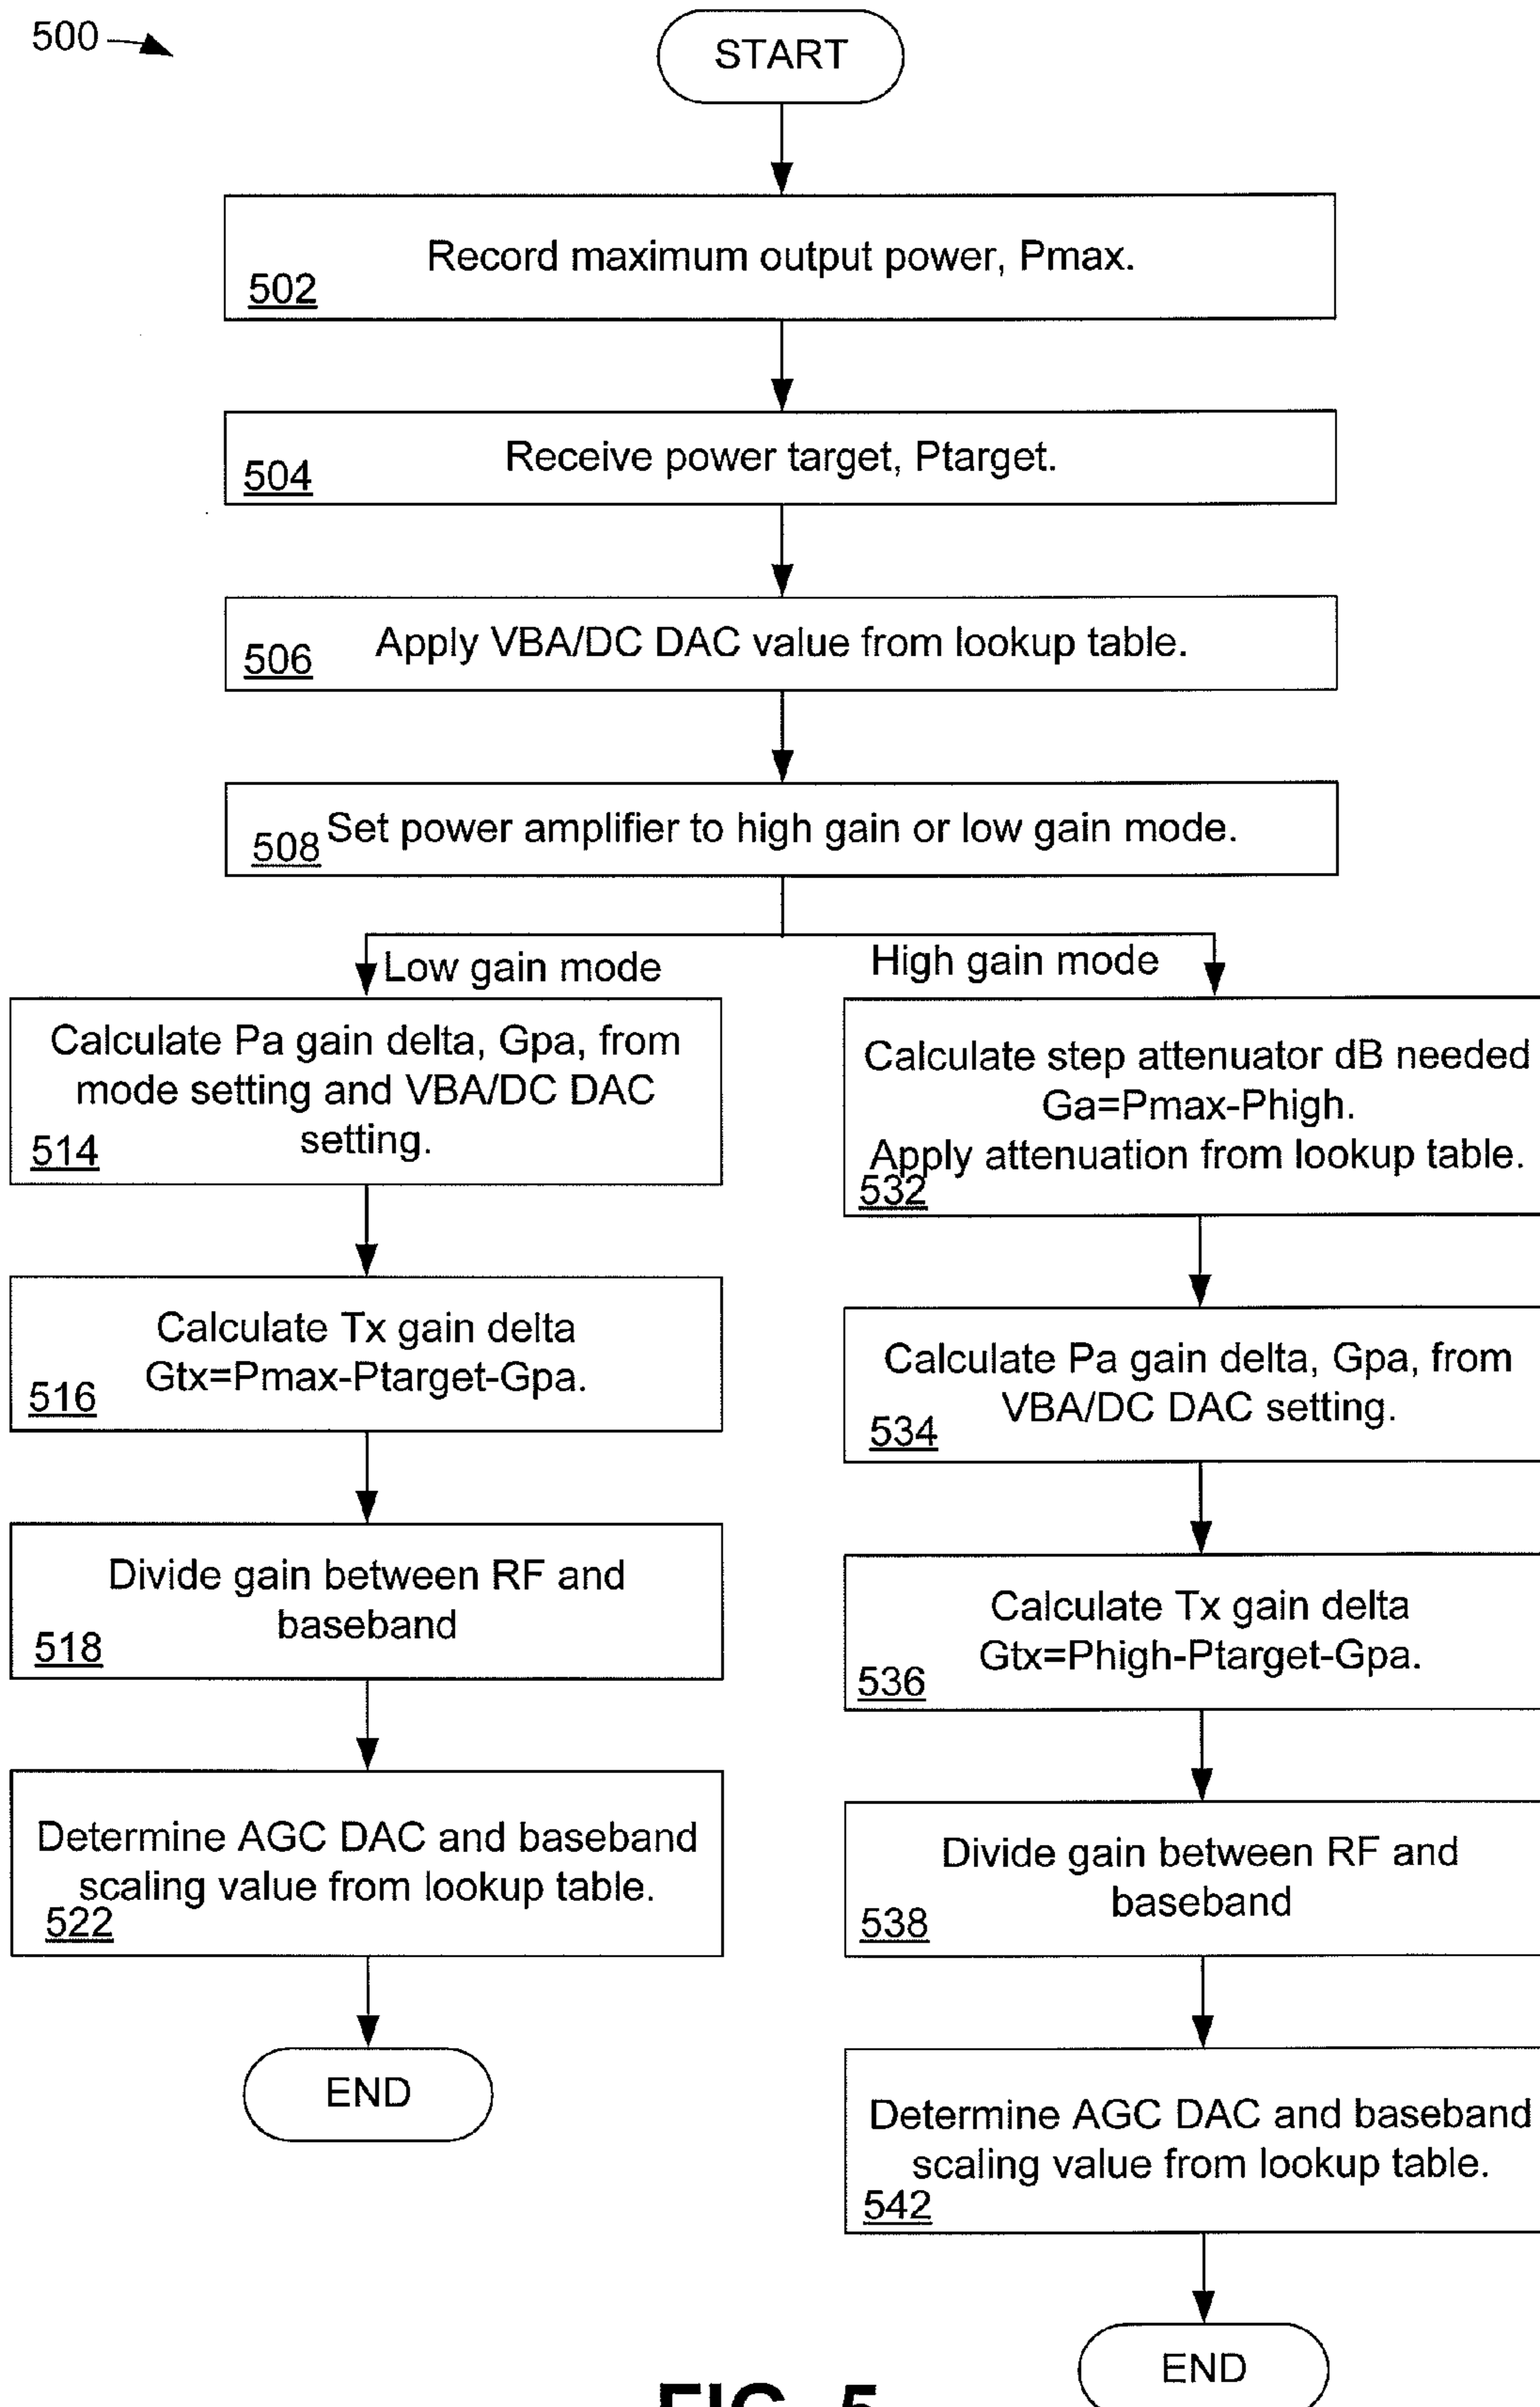 500
START
Record maximum output power, Pmax.
502
Receive power target, Ptarget.
504
Apply VBA/DC DAC value from lookup table.
506
Set power amplifier to high gain or low gain mode.
508
Low gain mode
High gain mode
Calculate Pa gain delta, Gpa, from
mode setting and VBA/DC DAC
setting.
514
Calculate Tx gain delta
Gtx=Pmax-Ptarget-Gpa.
516
Divide gain between RF and
baseband
518
Determine AGC DAC and baseband
scaling value from lookup table.
522
END
Calculate step attenuator dB needed
Ga=Pmax-Phigh.
Apply attenuation from lookup table.
532
Calculate Pa gain delta, Gpa, from
VBA/DC DAC setting.
534
Calculate Tx gain delta
Gtx=Phigh-Ptarget-Gpa.
536
Divide gain between RF and
baseband
538
Determine AGC DAC and baseband
scaling value from lookup table.
542
END
FIG. 5